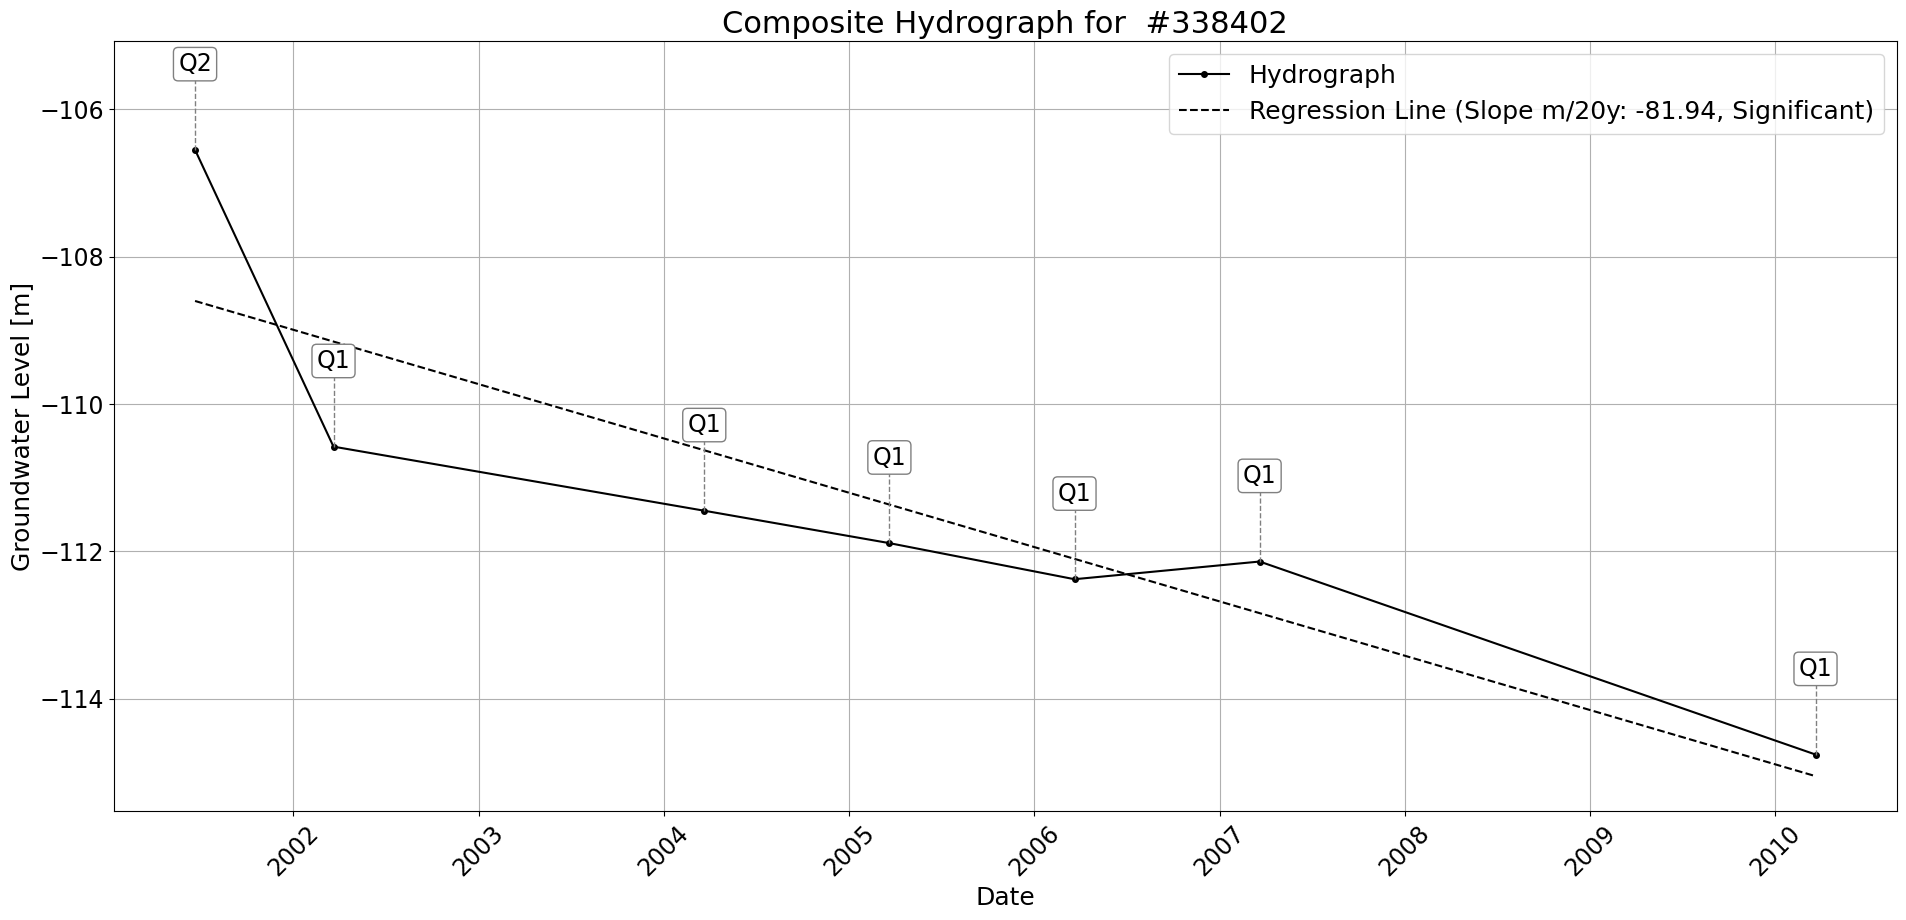 Composite Hydrograph for  #338402
Hydrograph
Regression Line (Slope m/20y: -81.94, Significant)
Q2
Q1
Q1
Q1
Q1
Q1
Q1
−106
−108
−110
−112
−114
Groundwater Level [m]
2002
2003
2004
2005
2006
2007
2008
2009
2010
Date